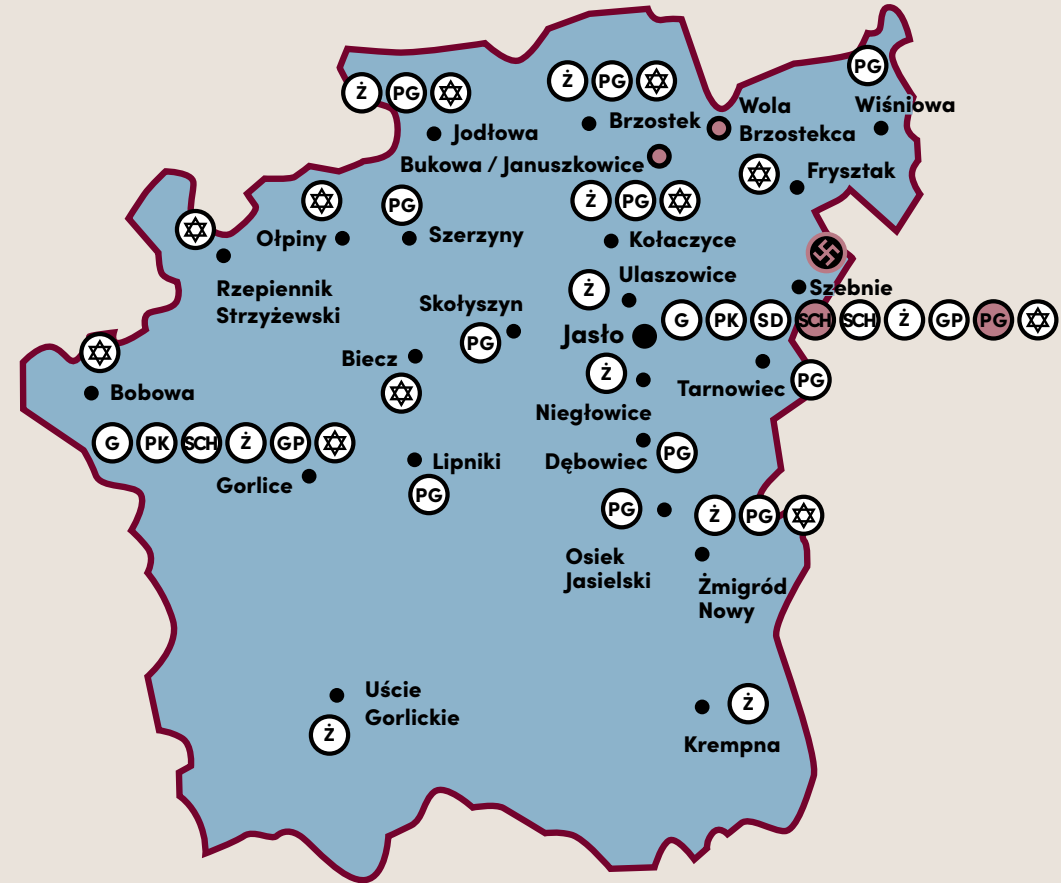 PG
Ż PG
Ż PG
Wola
Brzostekca
Wiśniowa
Jodłowa
Brzostek
Bukowa / Januszkowice
Frysztak
PG
Ż PG
Ołpiny
Szerzyny
Kołaczyce
Rzepiennik
Strzyżewski
Ż
Ulaszowice
Szebnie
Skołyszyn
PG
Jasło
G PK SD SCH SCH Ż GP PG
Biecz
Ż
Tarnowiec
PG
Bobowa
Niegłowice
G PK SCH Ż GP
Gorlice
Lipniki
PG
Dębowiec
PG
PG
Ż PG
Osiek
Jasielski
Żmigród
Nowy
Uście
Gorlickie
Ż
Ż
Krempna